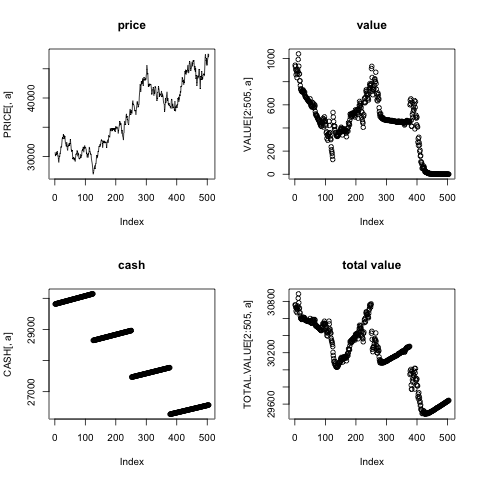 price
PRICE[, a]
30000 40000
0 100 200 300 400 500
Index
value
VALUE[2:505, a]
0 200 600 1000
0 100 200 300 400 500
Index
cash
CASH[, a]
27000 29000
0 100 200 300 400 500
Index
total value
TOTAL.VALUE[2:505, a]
29600 30200 30800
0 100 200 300 400 500
Index